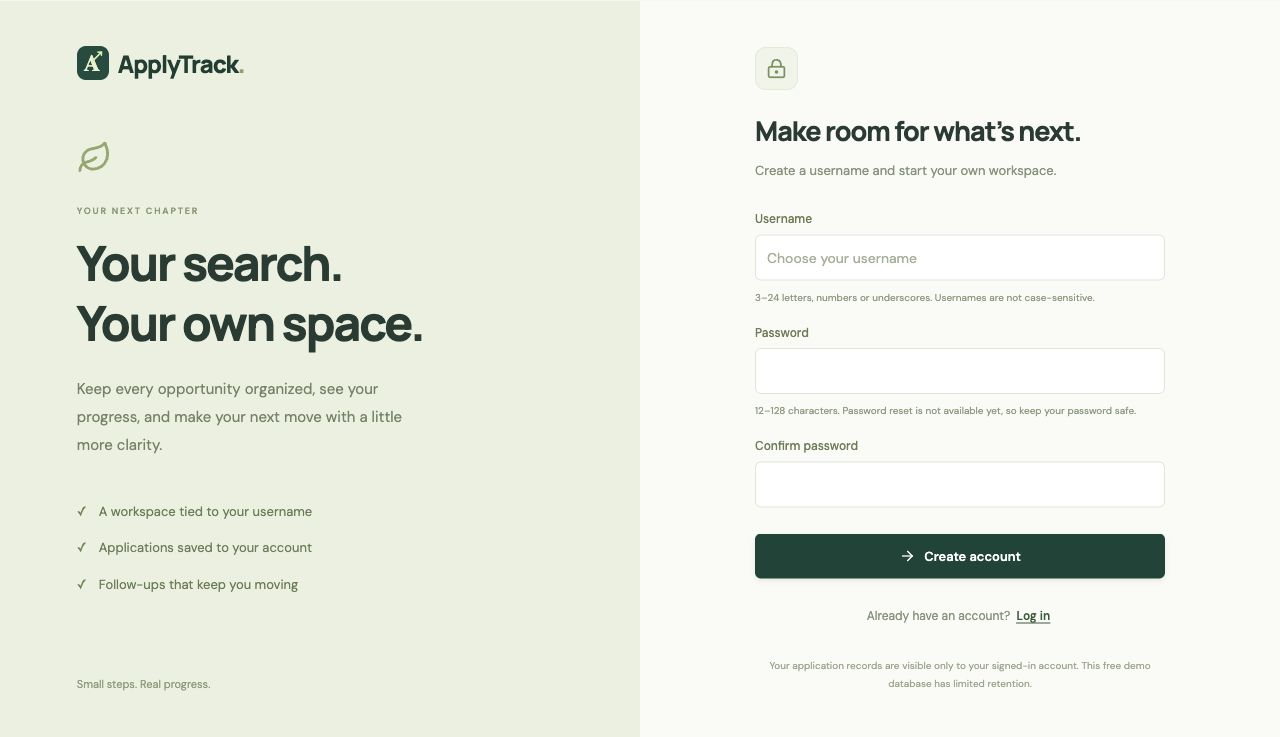 ApplyTrack.
YOUR NEXT CHAPTER
Your search.
Your own space.
Keep every opportunity organized, see your
progress, and make your next move with a little
more clarity.
✓ A workspace tied to your username
✓ Applications saved to your account
✓ Follow-ups that keep you moving
Small steps. Real progress.
Make room for what's next.
Create a username and start your own workspace.
Username
Choose your username
3–24 letters, numbers or underscores. Usernames are not case-sensitive.
Password
12–128 characters. Password reset is not available yet, so keep your password safe.
Confirm password
→ Create account
Already have an account? Log in
Your application records are visible only to your signed-in account. This free demo
database has limited retention.